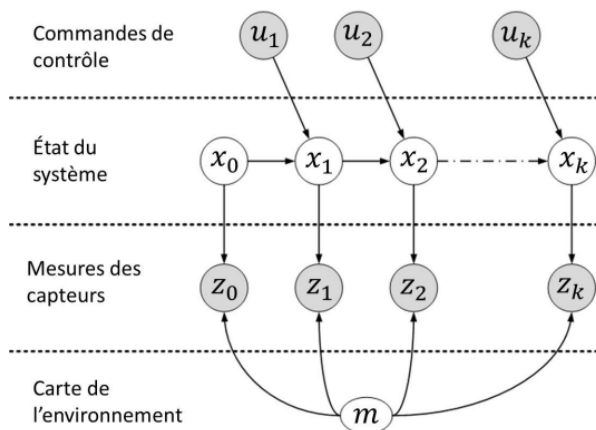 Commandes de
contrôle
u₁ u₂ uₖ
État du
système
x₀ x₁ x₂ xₖ
Mesures des
capteurs
z₀ z₁ z₂ zₖ
Carte de
l'environnement
m